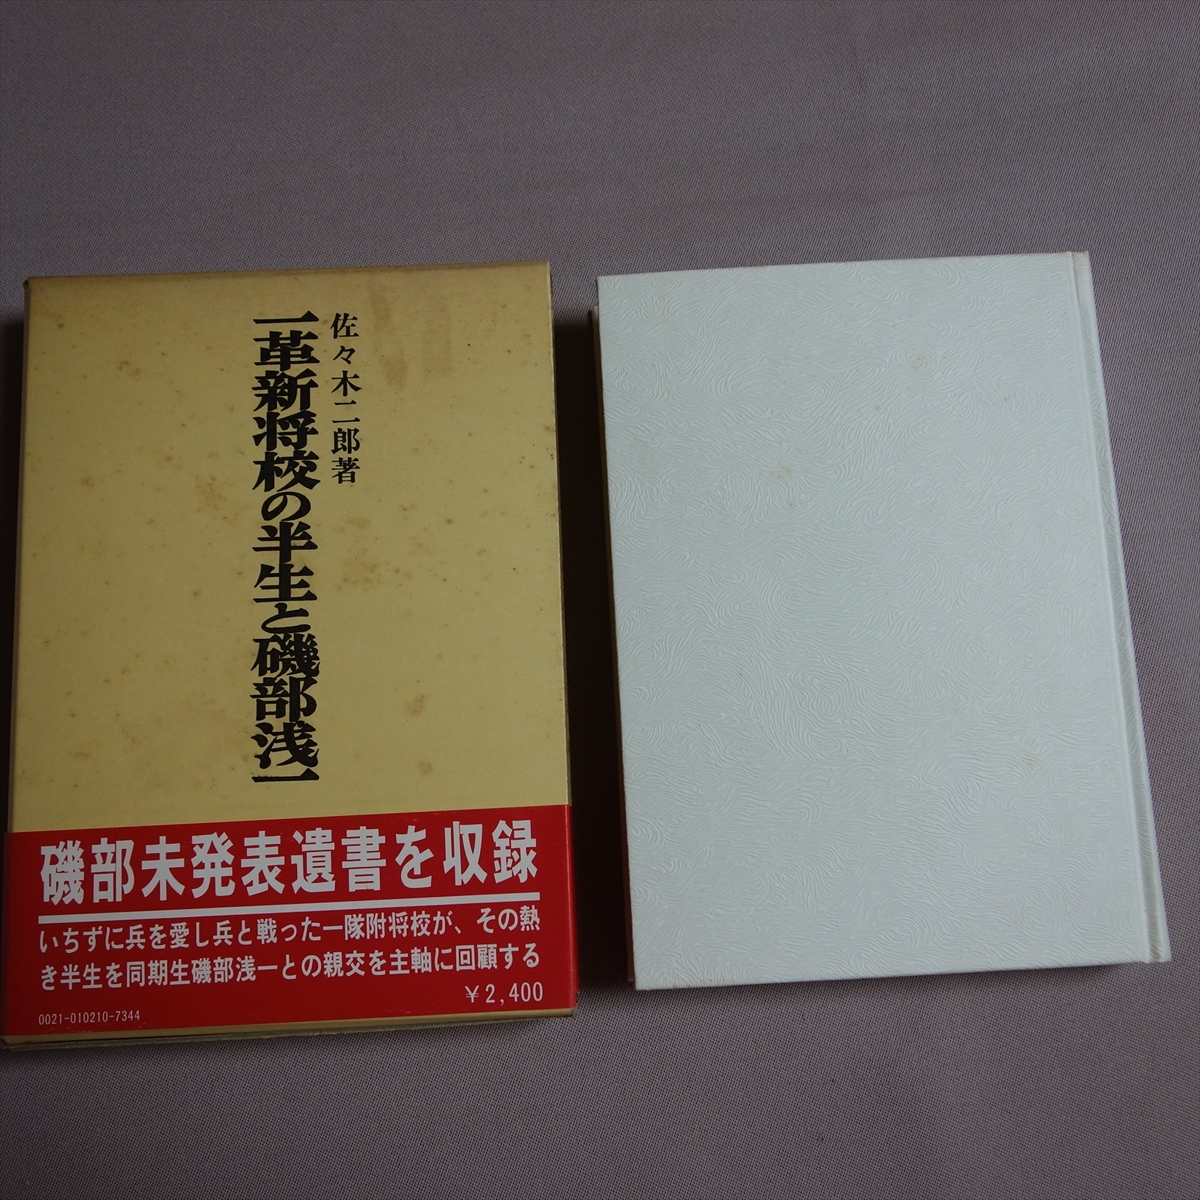 佐々木二郎著
一革新将校の半生と磯部浅一
磯部未発表遺書を収録
いちずに兵を愛し兵と戦った一隊附将校が、その熱
き半生を同期生磯部浅一との親交を主軸に回顧する
￥2,400
0021-010210-7344